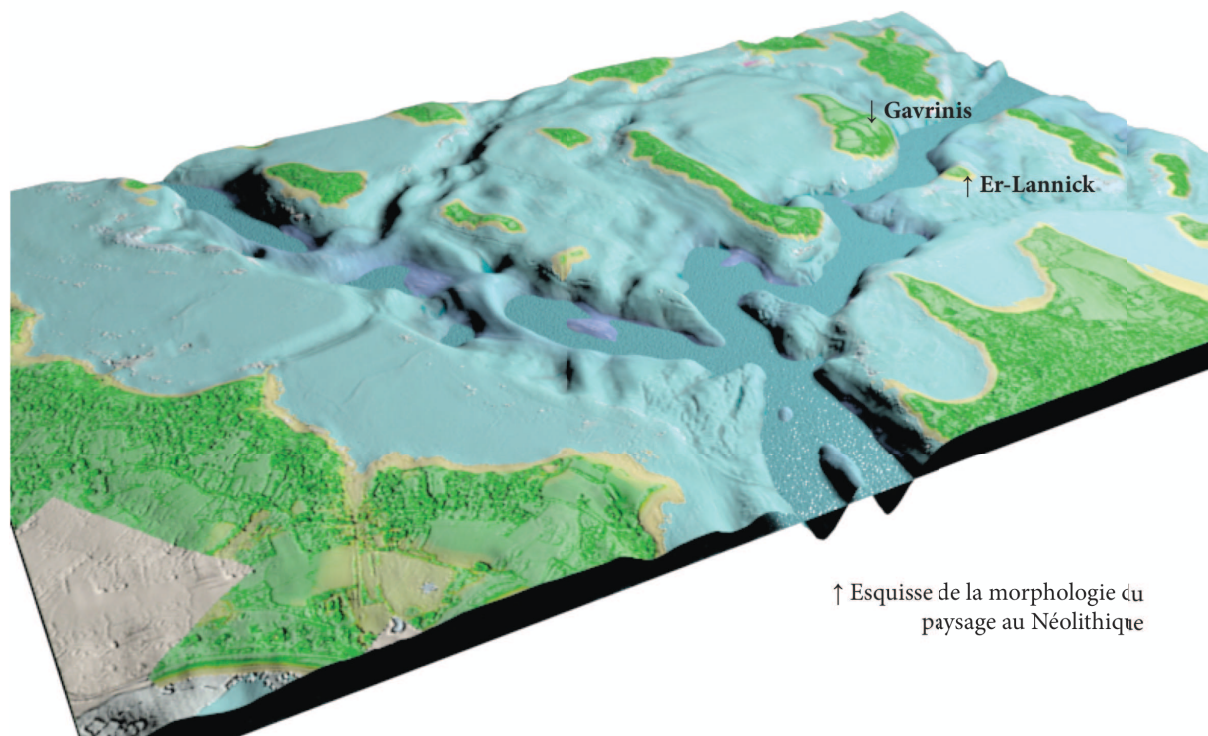 ↓ Gavrinis
↑ Er-Lannick
↑ Esquisse de la morphologie du
paysage au Néolithique